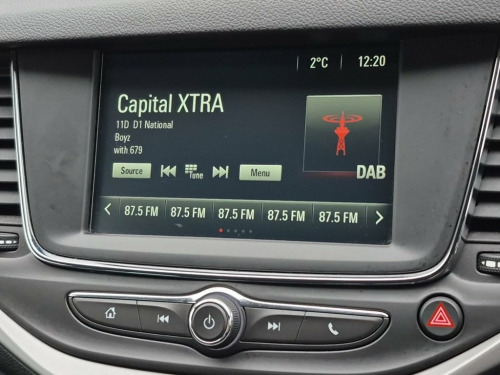 2°C 12:20
Capital XTRA
11D D1 National
Boyz
with 679
Source Tune Menu DAB
87.5 FM 87.5 FM 87.5 FM 87.5 FM 87.5 FM